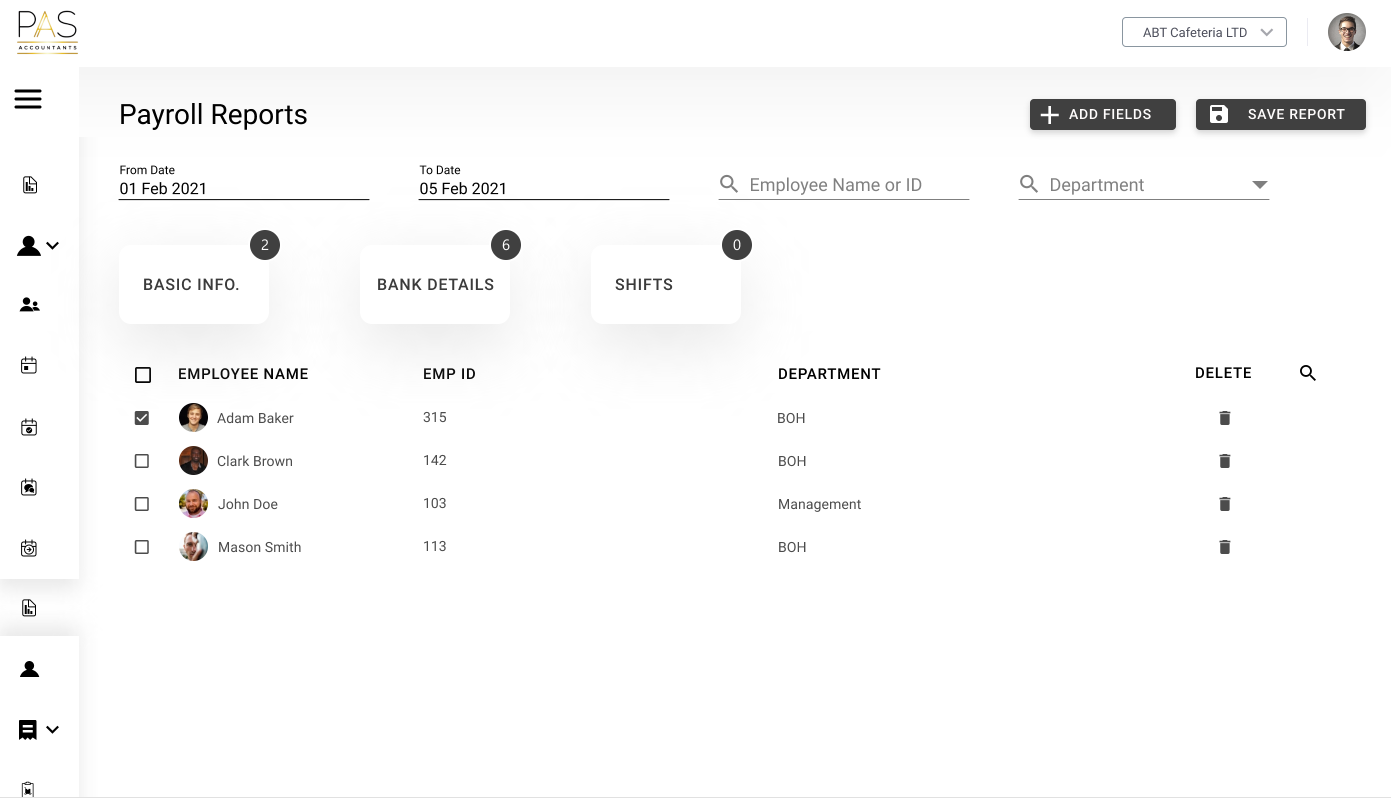 PAS
ACCOUNTANTS
ABT Cafeteria LTD
Payroll Reports
ADD FIELDS
SAVE REPORT
From Date
01 Feb 2021
To Date
05 Feb 2021
Employee Name or ID
Department
BASIC INFO.
2
BANK DETAILS
6
SHIFTS
0
EMPLOYEE NAME EMP ID DEPARTMENT DELETE
Adam Baker 315 BOH
Clark Brown 142 BOH
John Doe 103 Management
Mason Smith 113 BOH